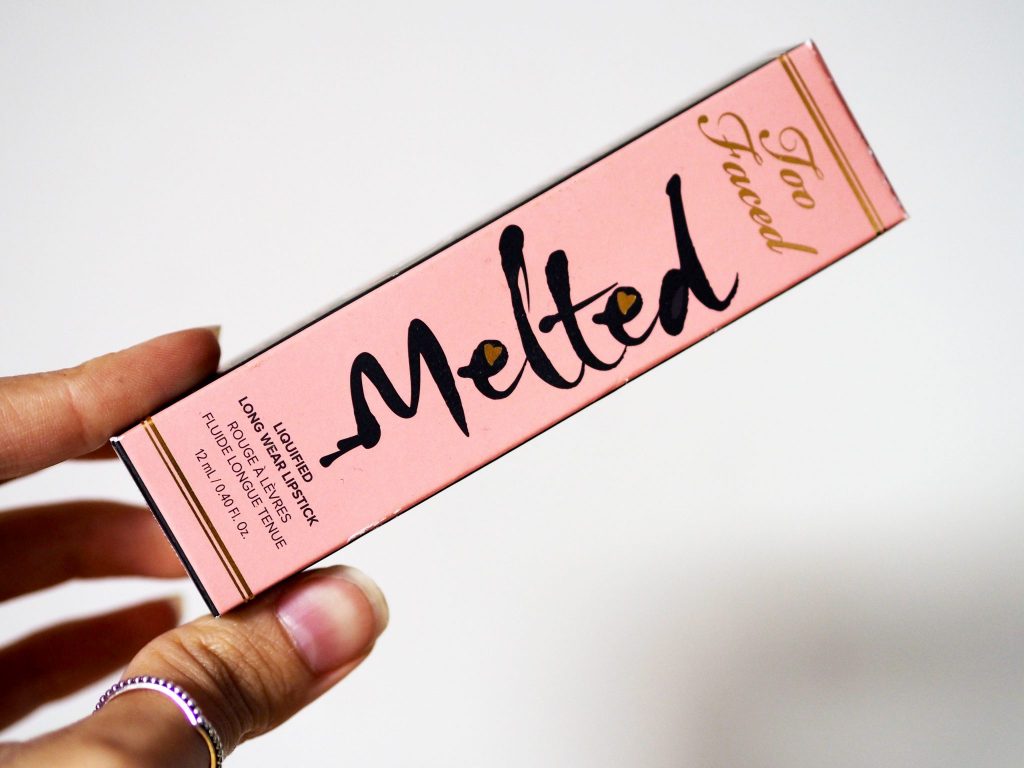 Too
Faced
Melted
LIQUIFIED
LONG WEAR LIPSTICK
ROUGE À LÈVRES
FLUIDE LONGUE TENUE
12 mL / 0.40 Fl. Oz.